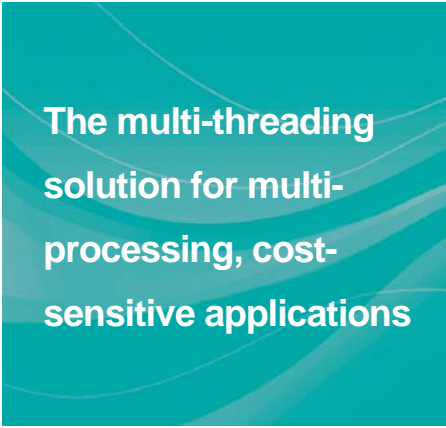 The multi-threading
solution for multi-
processing, cost-
sensitive applications